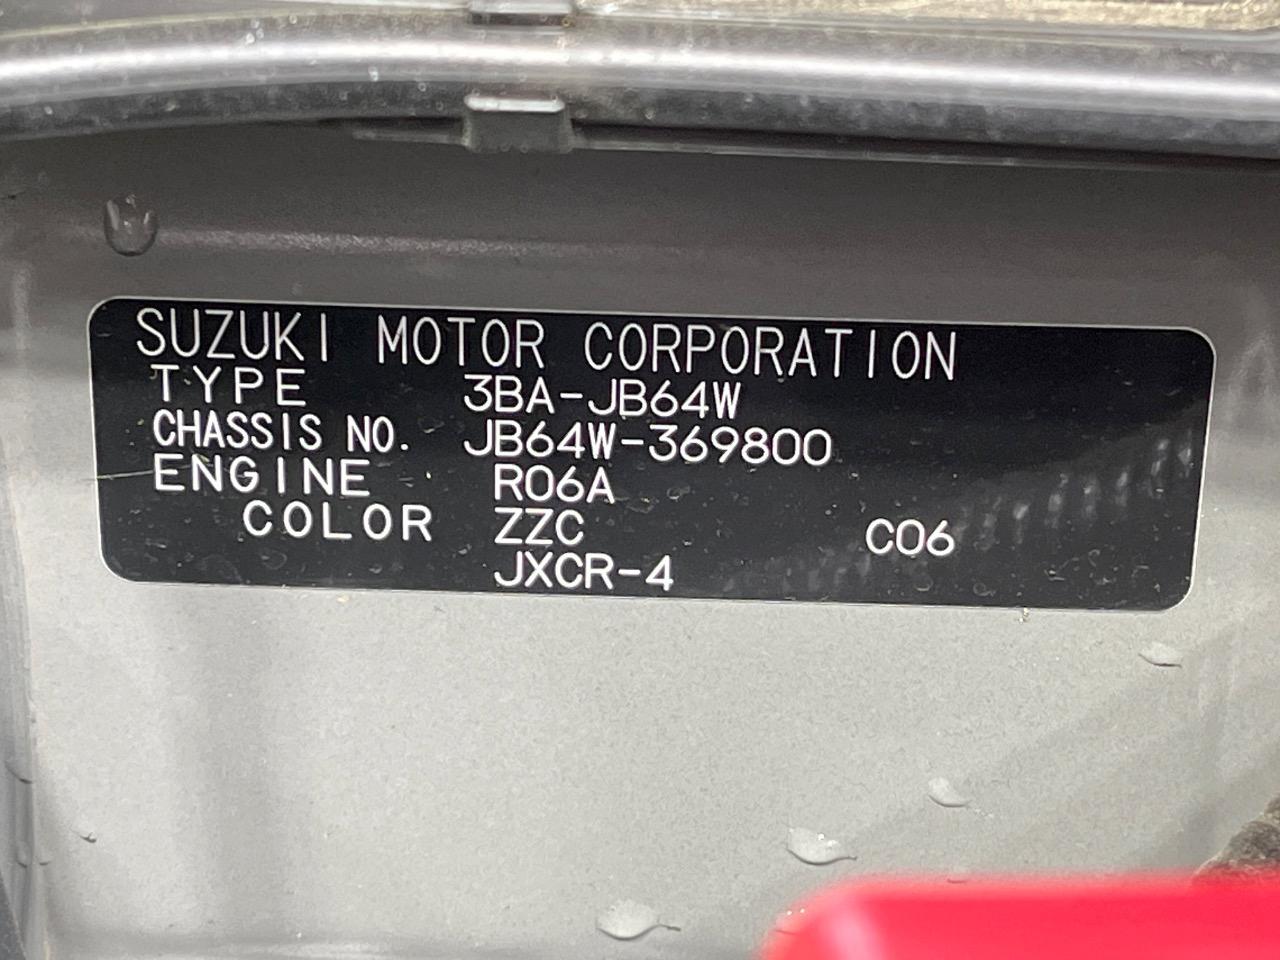 SUZUKI MOTOR CORPORATION
TYPE 3BA-JB64W
CHASSIS NO. JB64W-369800
ENGINE R06A
COLOR ZZC C06
JXCR-4